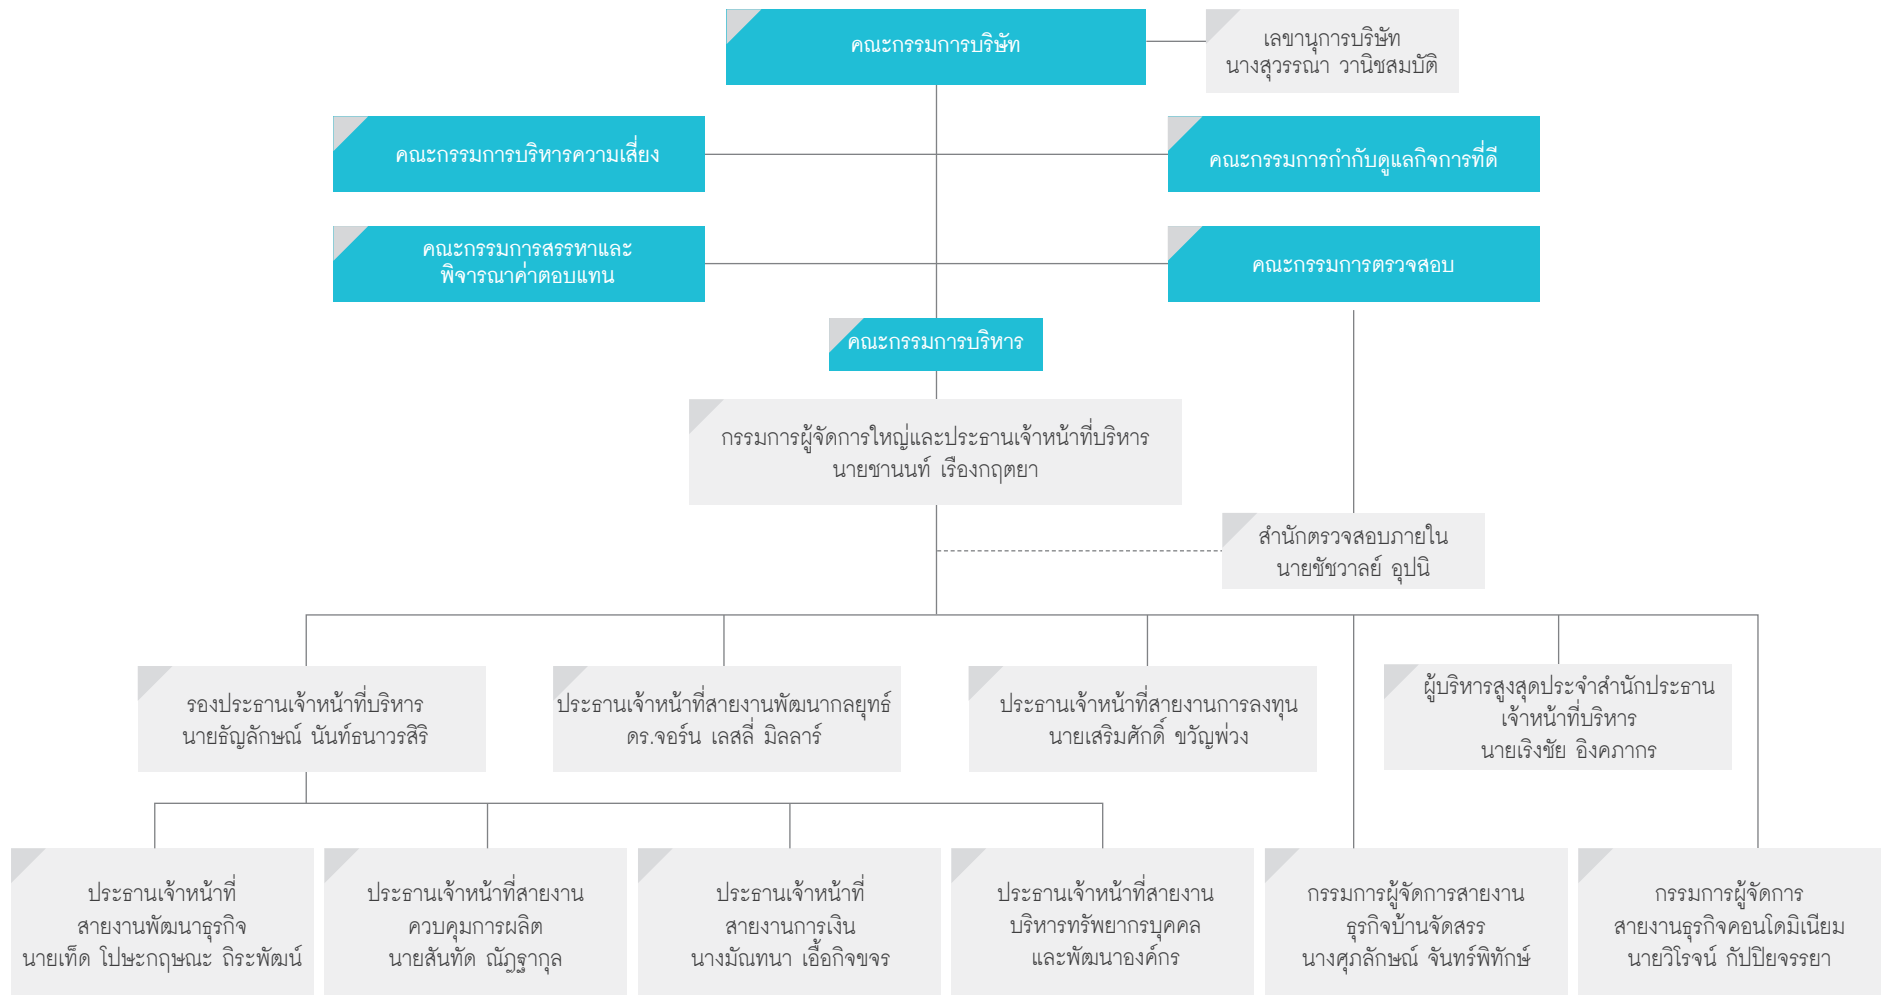 คณะกรรมการบริษัท
เลขานุการบริษัท
นางสุวรรณา วานิชสมบัติ
คณะกรรมการบริหารความเสี่ยง
คณะกรรมการกำกับดูแลกิจการที่ดี
คณะกรรมการสรรหาและ
พิจารณาค่าตอบแทน
คณะกรรมการตรวจสอบ
คณะกรรมการบริหาร
กรรมการผู้จัดการใหญ่และประธานเจ้าหน้าที่บริหาร
นายชานนท์ เรืองกฤตยา
สำนักตรวจสอบภายใน
นายชัชวาลย์ อุปนิ
รองประธานเจ้าหน้าที่บริหาร
นายธัญลักษณ์ นันท์ธนาวรสิริ
ประธานเจ้าหน้าที่สายงานพัฒนากลยุทธ์
ดร.จอร์น เลสลี่ มิลลาร์
ประธานเจ้าหน้าที่สายงานการลงทุน
นายเสริมศักดิ์ ขวัญพ่วง
ผู้บริหารสูงสุดประจำสำนักประธาน
เจ้าหน้าที่บริหาร
นายเริงชัย อิงคภากร
ประธานเจ้าหน้าที่
สายงานพัฒนาธุรกิจ
นายเท็ด โปษะกฤษณะ ถิระพัฒน์
ประธานเจ้าหน้าที่สายงาน
ควบคุมการผลิต
นายสันทัด ณัฏฐากุล
ประธานเจ้าหน้าที่
สายงานการเงิน
นางมัณทนา เอื้อกิจขจร
ประธานเจ้าหน้าที่สายงาน
บริหารทรัพยากรบุคคล
และพัฒนาองค์กร
กรรมการผู้จัดการสายงาน
ธุรกิจบ้านจัดสรร
นางศุภลักษณ์ จันทร์พิทักษ์
กรรมการผู้จัดการ
สายงานธุรกิจคอนโดมิเนียม
นายวิโรจน์ กัปปิยจรรยา